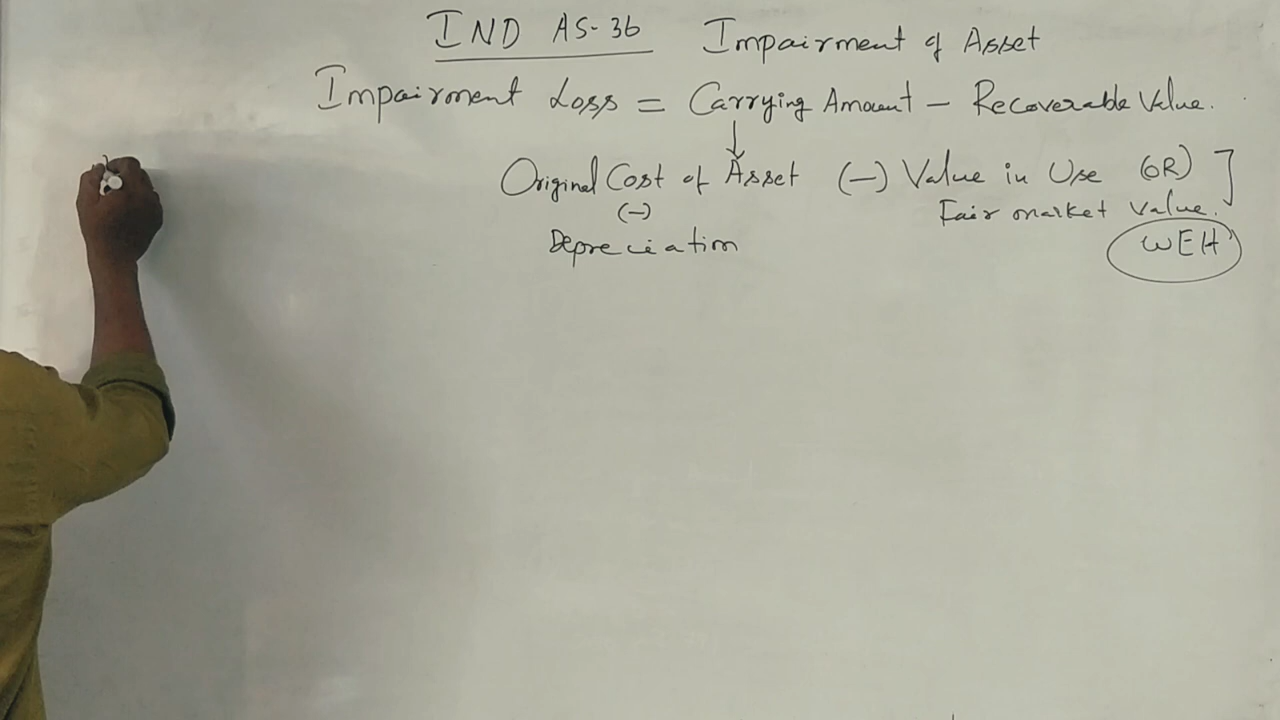 IND AS-36 Impairment of Asset
Impairment Loss = Carrying Amount - Recoverable Value.
↓
Original Cost of Asset (-) Value in Use (OR) ]
(-) Fair market value.
Depreciation WEH